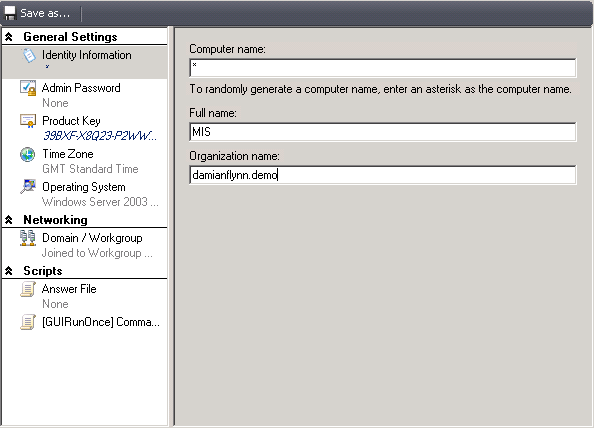 Save as...
General Settings
Identity Information
*
Admin Password
None
Product Key
39BXF-X8Q23-P2WW...
Time Zone
GMT Standard Time
Operating System
Windows Server 2003 ...
Networking
Domain / Workgroup
Joined to Workgroup ...
Scripts
Answer File
None
[GUIRunOnce] Comma...
Computer name:
*
To randomly generate a computer name, enter an asterisk as the computer name.
Full name:
MIS
Organization name:
damianflynn.demo